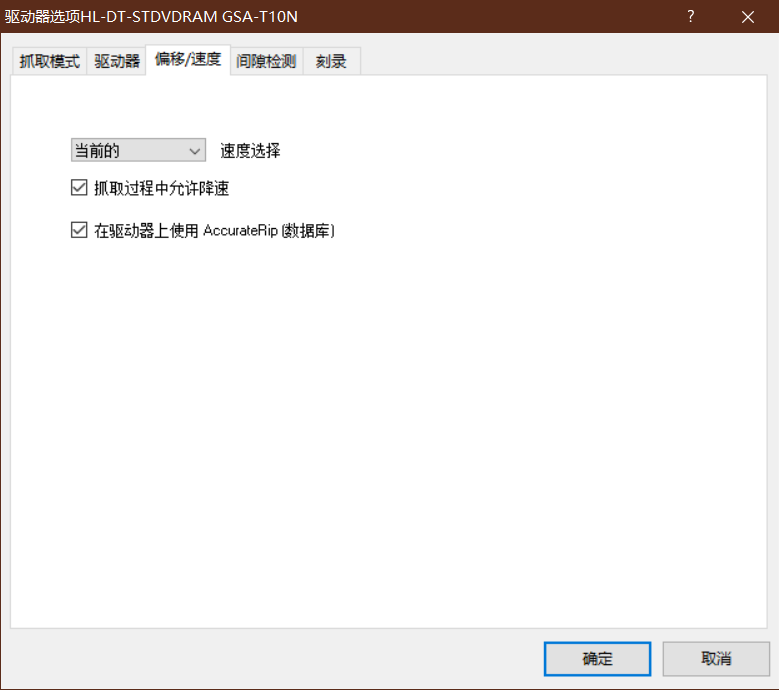 驱动器选项HL-DT-STDVDRAM GSA-T10N
抓取模式 驱动器 偏移/速度 间隙检测 刻录
当前的 速度选择
抓取过程中允许降速
在驱动器上使用 AccurateRip (数据库)
确定 取消